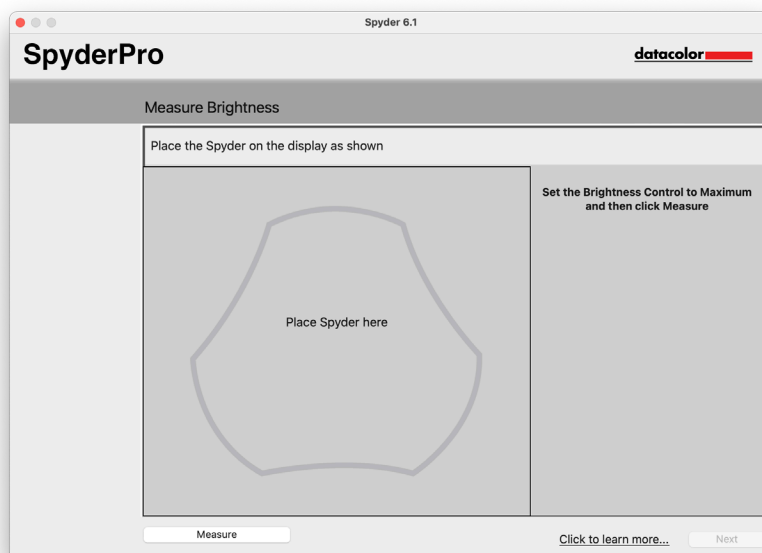 Spyder 6.1
SpyderPro
datacolor
Measure Brightness
Place the Spyder on the display as shown
Set the Brightness Control to Maximum
and then click Measure
Place Spyder here
Measure
Click to learn more...
Next